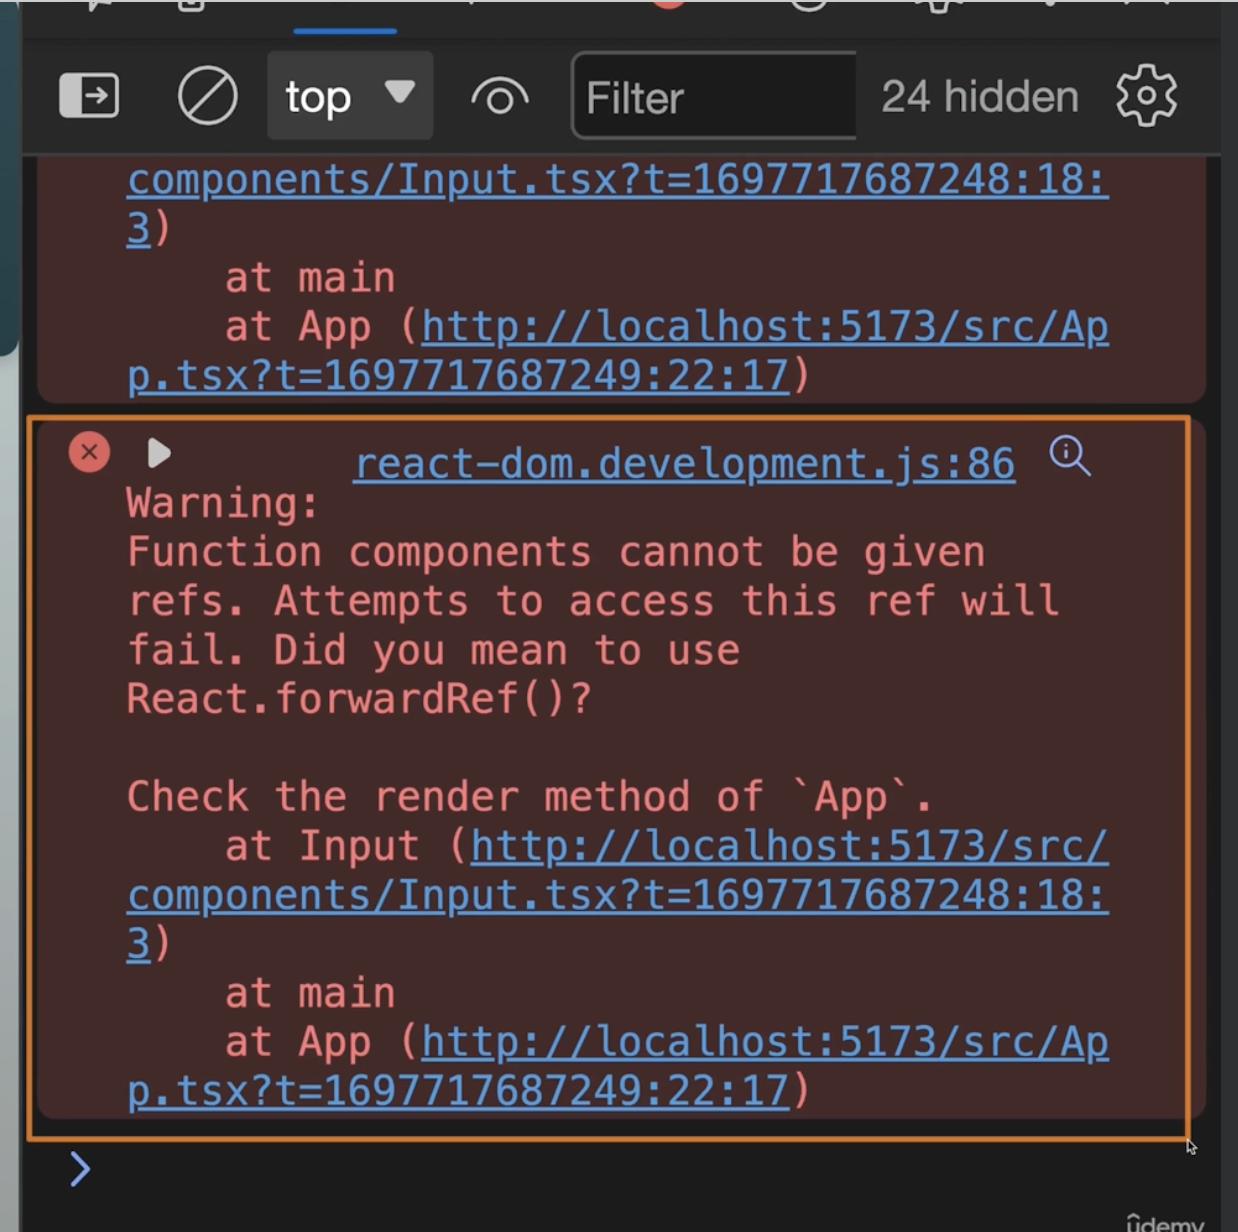 top
Filter
24 hidden
components/Input.tsx?t=1697717687248:18:
3)
at main
at App (http://localhost:5173/src/Ap
p.tsx?t=1697717687249:22:17)
react-dom.development.js:86
Warning:
Function components cannot be given
refs. Attempts to access this ref will
fail. Did you mean to use
React.forwardRef()?
Check the render method of `App`.
at Input (http://localhost:5173/src/
components/Input.tsx?t=1697717687248:18:
3)
at main
at App (http://localhost:5173/src/Ap
p.tsx?t=1697717687249:22:17)
ûdemy